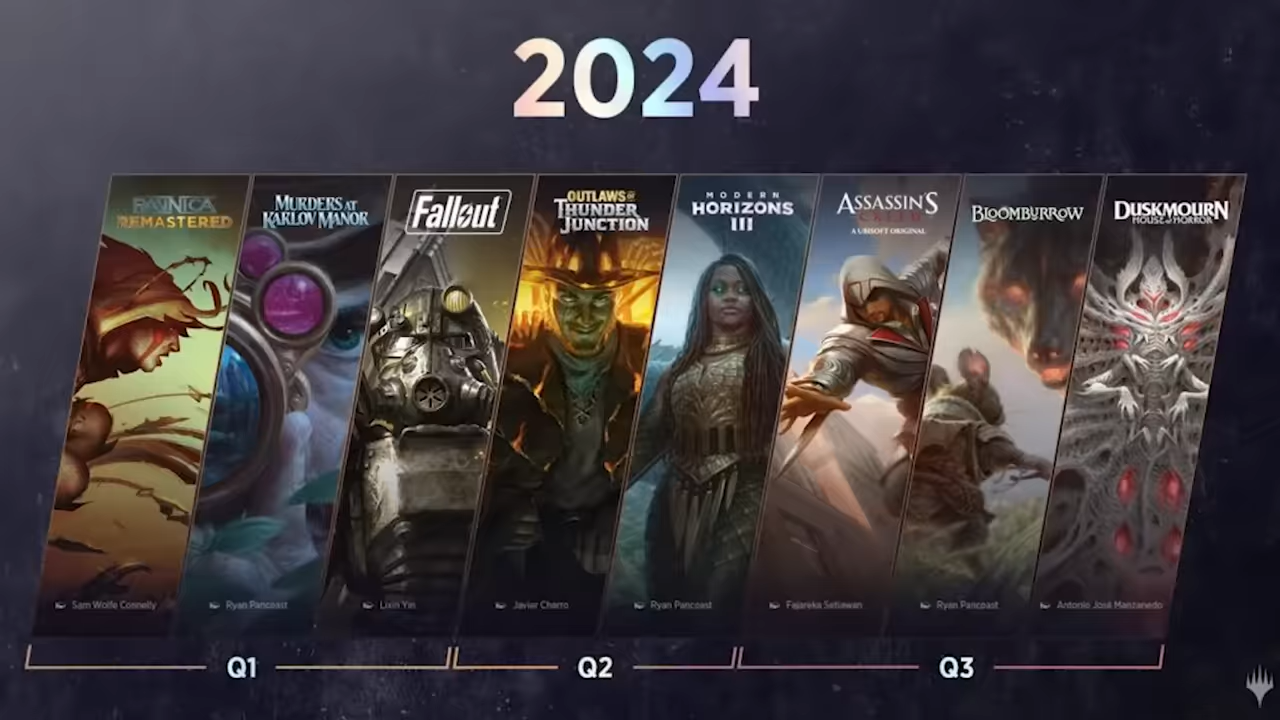 2024
RAVNICA
REMASTERED
MURDERS AT
KARLOV MANOR
Fallout
OUTLAWS OF
THUNDER
JUNCTION
MODERN
HORIZONS
III
ASSASSIN'S
CREED
A UBISOFT ORIGINAL
BLOOMBURROW
DUSKMOURN
HOUSE OF HORROR
Sam Wolfe Connelly
Ryan Pancoast
Lixin Yin
Javier Charro
Ryan Pancoast
Fajareka Setiawan
Ryan Pancoast
Antonio José Manzanedo
Q1
Q2
Q3